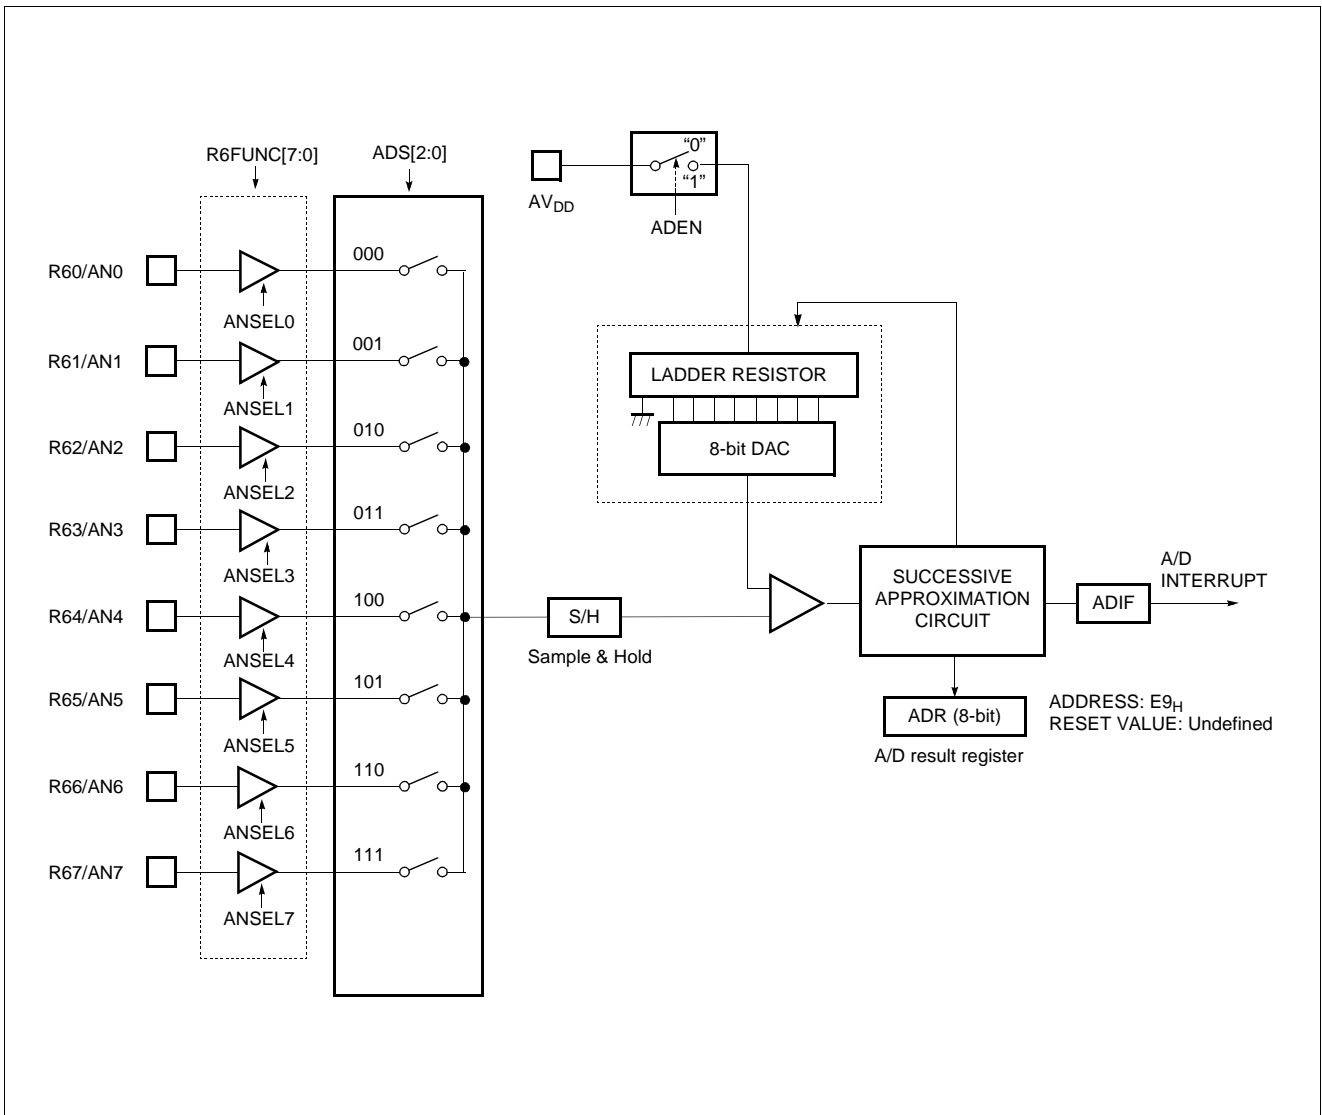 R6FUNC[7:0]
ADS[2:0]
"0"
"1"
AVDD
ADEN
R60/AN0
000
ANSEL0
R61/AN1
001
ANSEL1
R62/AN2
010
ANSEL2
R63/AN3
011
ANSEL3
R64/AN4
100
ANSEL4
R65/AN5
101
ANSEL5
R66/AN6
110
ANSEL6
R67/AN7
111
ANSEL7
LADDER RESISTOR
8-bit DAC
S/H
Sample & Hold
SUCCESSIVE
APPROXIMATION
CIRCUIT
ADIF
A/D
INTERRUPT
ADR (8-bit)
A/D result register
ADDRESS: E9H
RESET VALUE: Undefined